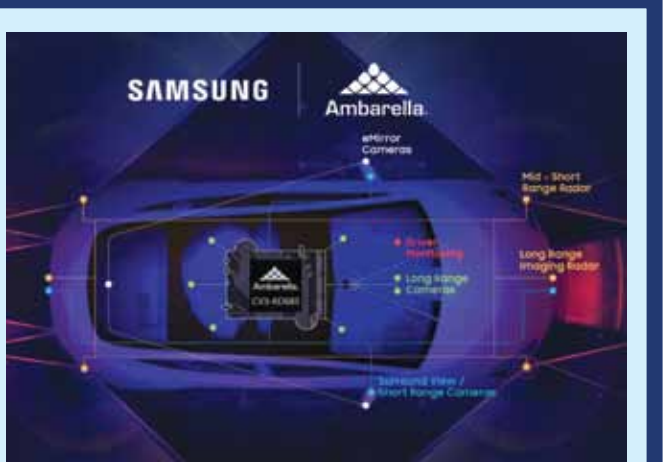 SAMSUNG
Ambarella
eMirror
Cameras
Mid - Short
Range Radar
Driver
Monitoring
Long Range
Imaging Radar
Long Range
Cameras
Ambarella
CV3-AD685
Surround View /
Short Range Cameras